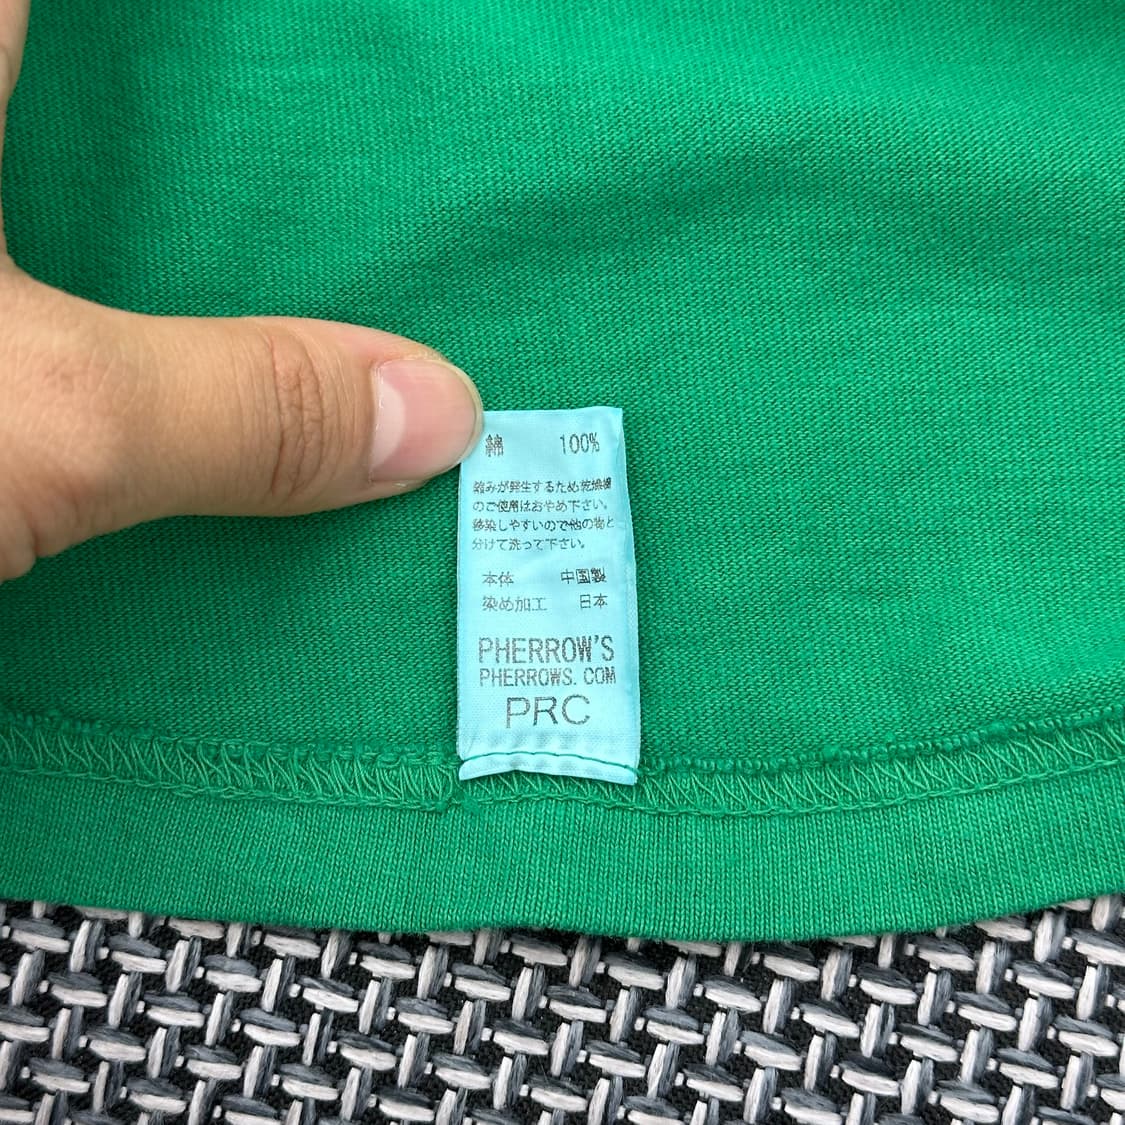 綿 100%
縮みが発生するため乾燥機
のご使用はおやめ下さい。
移染しやすいので他の物と
分けて洗って下さい。
本体 中国製
染め加工 日本
PHERROW'S
PHERROWS.COM
PRC